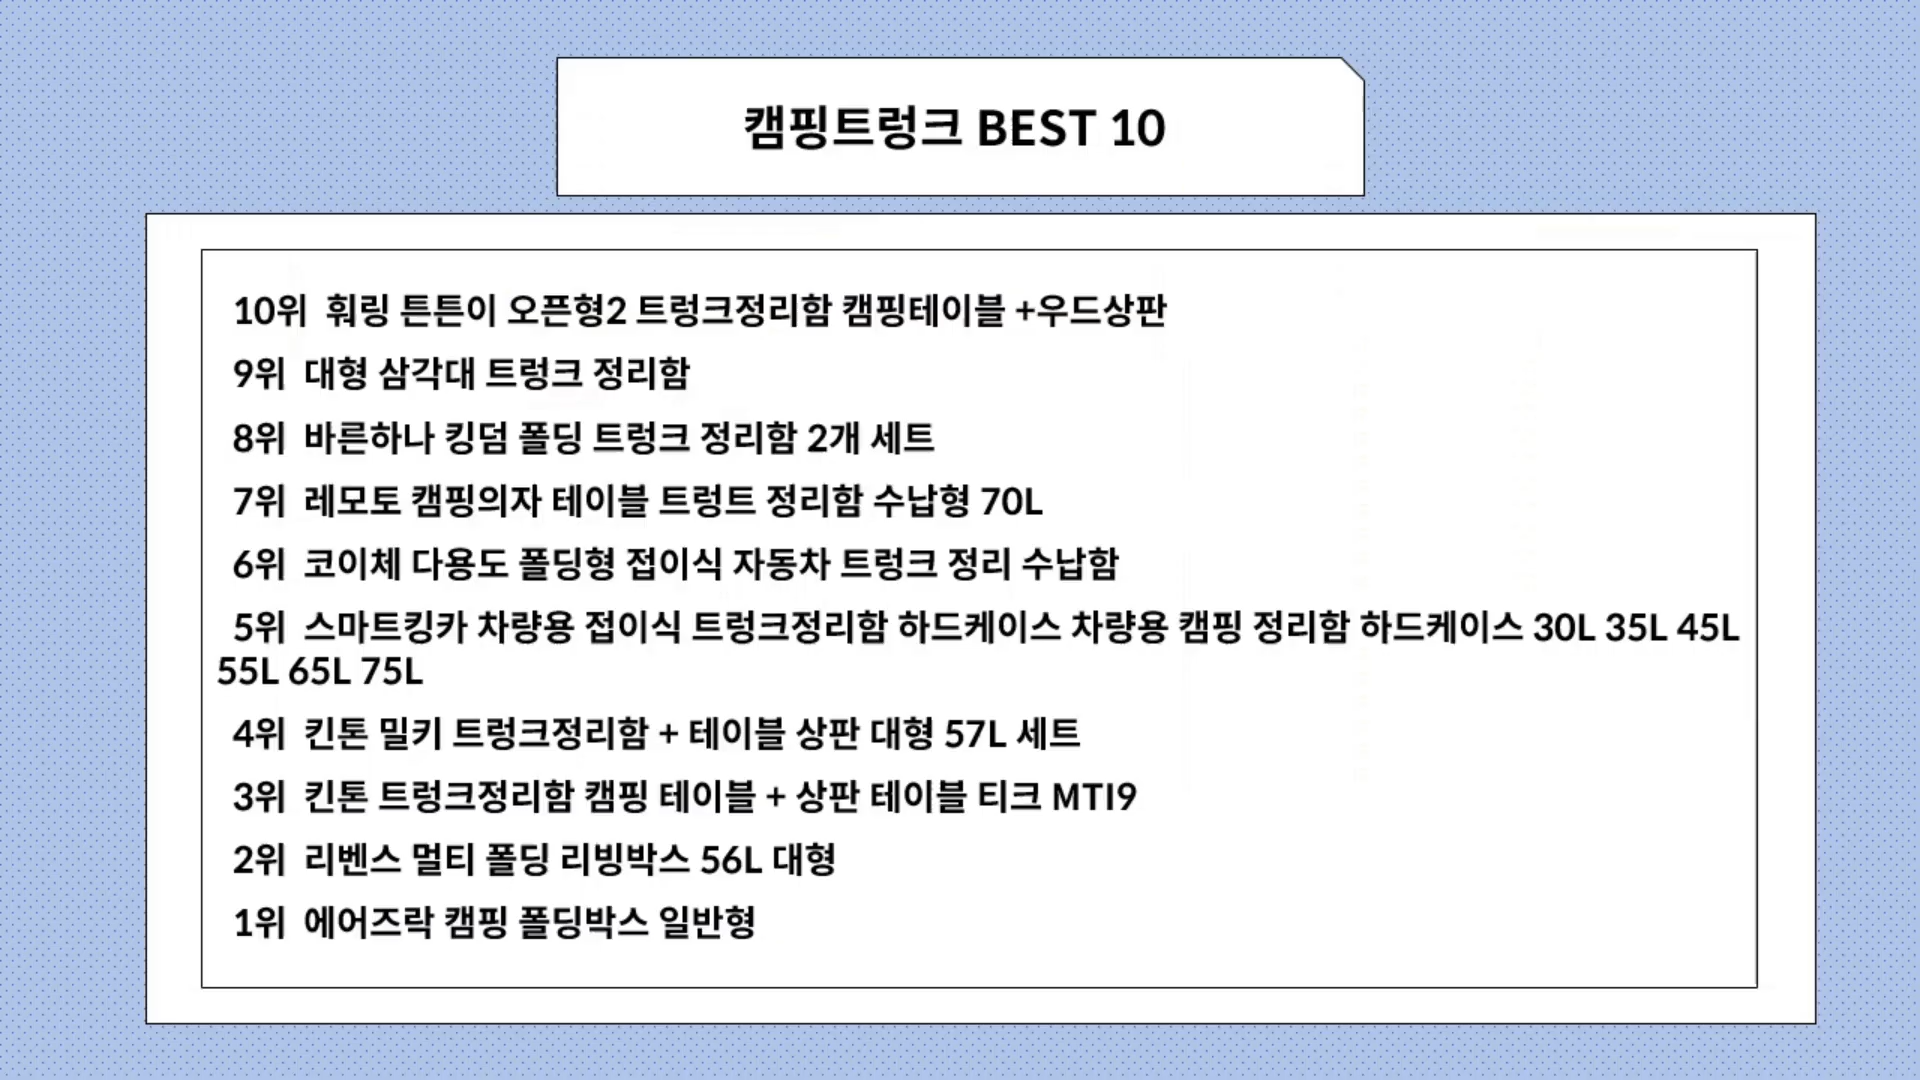 캠핑트렁크 BEST 10
10위 훠링 튼튼이 오픈형2 트렁크정리함 캠핑테이블 +우드상판
9위 대형 삼각대 트렁크 정리함
8위 바른하나 킹덤 폴딩 트렁크 정리함 2개 세트
7위 레모토 캠핑의자 테이블 트렁트 정리함 수납형 70L
6위 코이체 다용도 폴딩형 접이식 자동차 트렁크 정리 수납함
5위 스마트킹카 차량용 접이식 트렁크정리함 하드케이스 차량용 캠핑 정리함 하드케이스 30L 35L 45L
55L 65L 75L
4위 킨톤 밀키 트렁크정리함 + 테이블 상판 대형 57L 세트
3위 킨톤 트렁크정리함 캠핑 테이블 + 상판 테이블 티크 MTI9
2위 리벤스 멀티 폴딩 리빙박스 56L 대형
1위 에어즈락 캠핑 폴딩박스 일반형